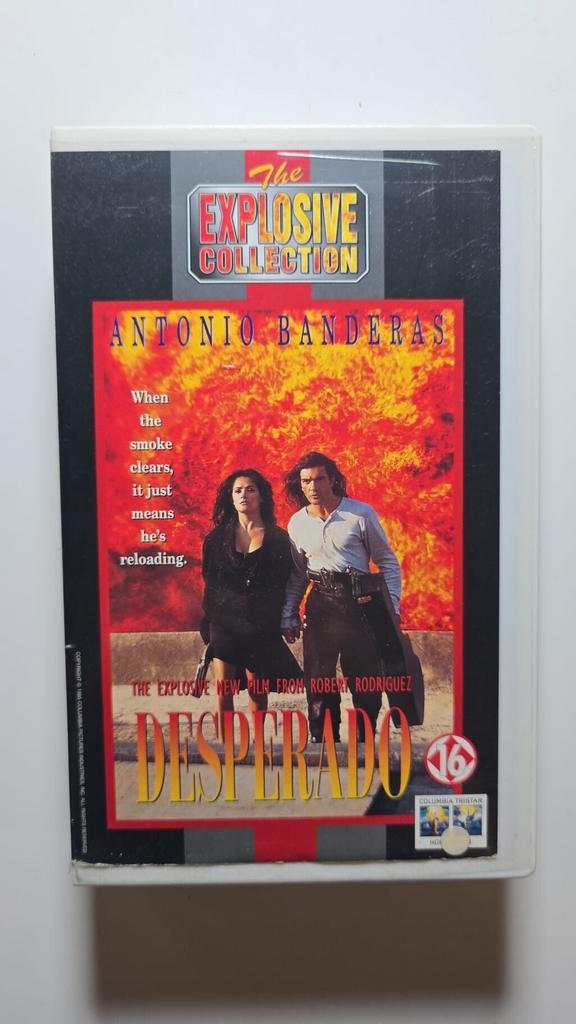 The
EXPLOSIVE
COLLECTION
ANTONIO BANDERAS
When
the
smoke
clears,
it just
means
he's
reloading.
THE EXPLOSIVE NEW FILM FROM ROBERT RODRIGUEZ
DESPERADO
16
COLUMBIA TRISTAR